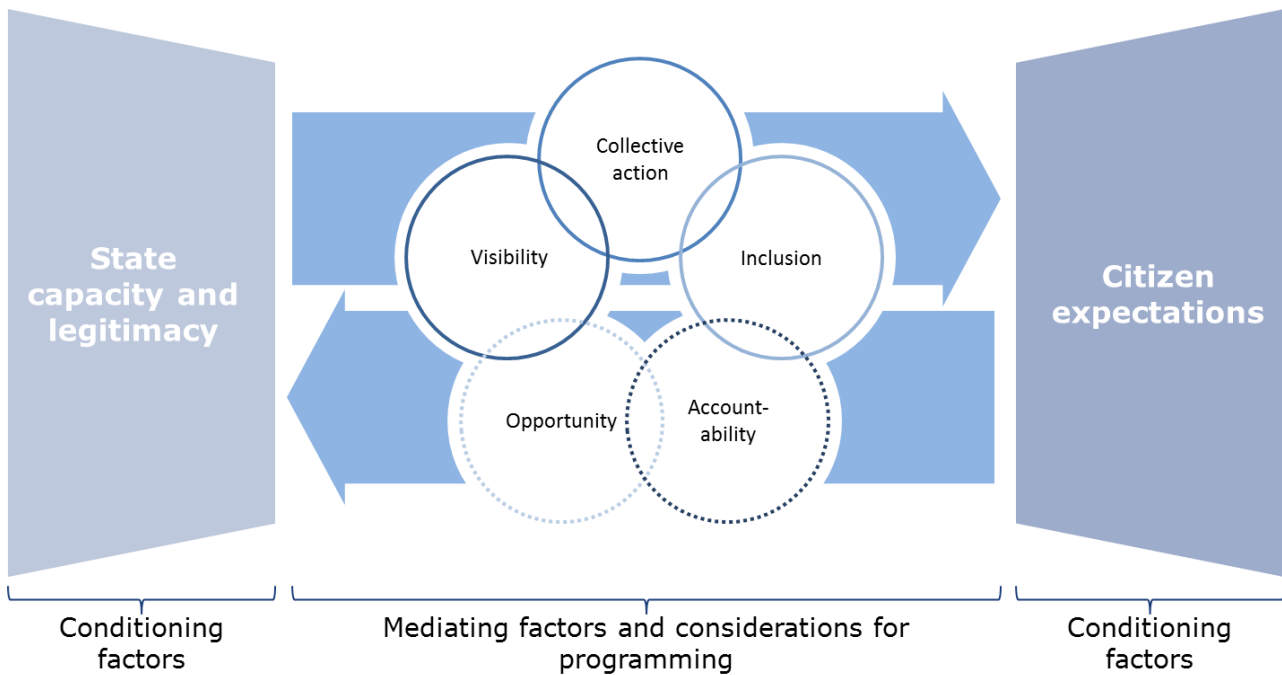 State
capacity and
legitimacy
Collective
action
Visibility
Inclusion
Opportunity
Account-
ability
Citizen
expectations
Conditioning
factors
Mediating factors and considerations for
programming
Conditioning
factors